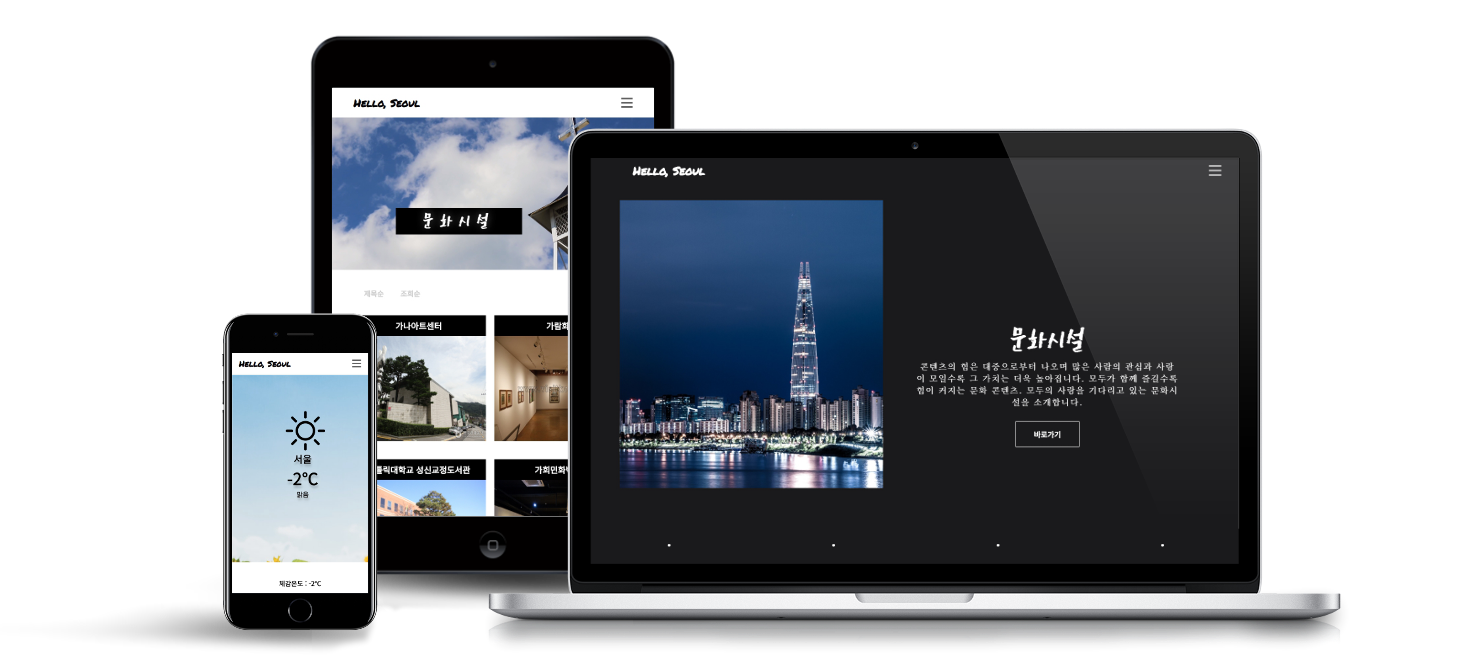 Hello, Seoul
문화시설
제목순 조회순
가나아트센터
가람회
톨릭대학교 성신교정도서관
가회민화
Hello, Seoul
서울
-2°C
맑음
체감온도 : -2°C
Hello, Seoul
문화시설
콘텐츠의 힘은 대중으로부터 나오며 많은 사람의 관심과 사랑
이 모일수록 그 가치는 더욱 높아집니다. 모두가 함께 즐길수록
힘이 커지는 문화 콘텐츠. 모두의 사랑을 기다리고 있는 문화시
설을 소개합니다.
바로가기